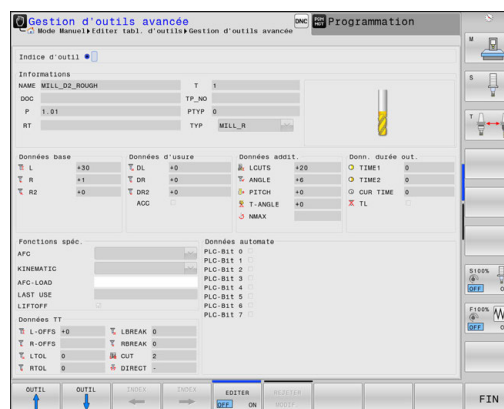 Gestion d'outils avancée
DNC
Programmation
Mode Manuel▸Editer tabl. d'outils▸Gestion d'outils avancée
Indice d'outil
Informations
NAME MILL_D2_ROUGH T 1
DOC TP_NO
P 1.01 PTYP 0
RT TYP MILL_R
Données base Données d'usure Données addit. Donn. durée out.
L +30 DL +0 LCUTS +20 TIME1 0
R +1 DR +0 ANGLE +6 TIME2 0
R2 +0 DR2 +0 PITCH +0 CUR TIME 0
ACC T-ANGLE +0 TL
NMAX
Fonctions spéc. Données automate
AFC PLC-Bit 0
PLC-Bit 1
KINEMATIC PLC-Bit 2
PLC-Bit 3
AFC-LOAD PLC-Bit 4
LAST USE PLC-Bit 5
LIFTOFF PLC-Bit 6
PLC-Bit 7
Données TT
L-OFFS +0 LBREAK 0
R-OFFS RBREAK 0
LTOL 0 CUT 2
RTOL 0 DIRECT -
M
S
T
S100%
OFF
F100%
OFF
OUTIL OUTIL INDEX INDEX EDITER
OFF ON
FIN